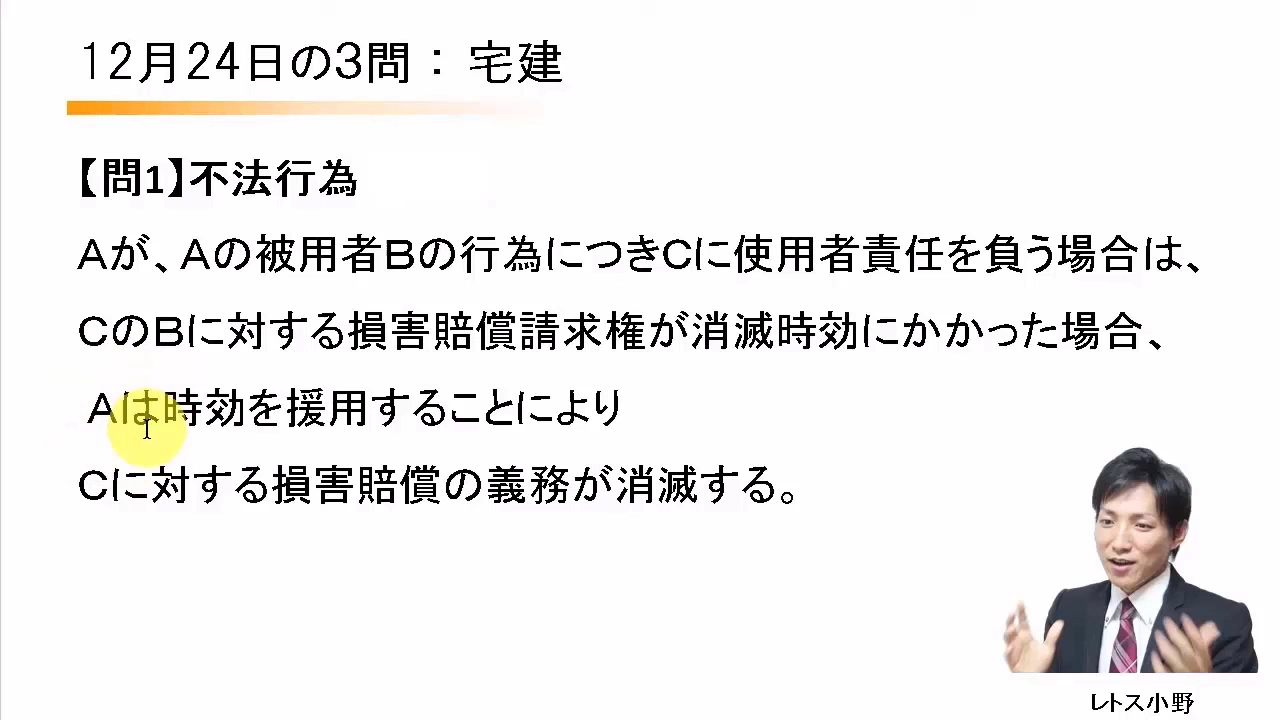 12月24日の3問：宅建
【問1】不法行為
Ａが、Ａの被用者Ｂの行為につきＣに使用者責任を負う場合は、
ＣのＢに対する損害賠償請求権が消滅時効にかかった場合、
Ａは時効を援用することにより
Ｃに対する損害賠償の義務が消滅する。
レトス小野